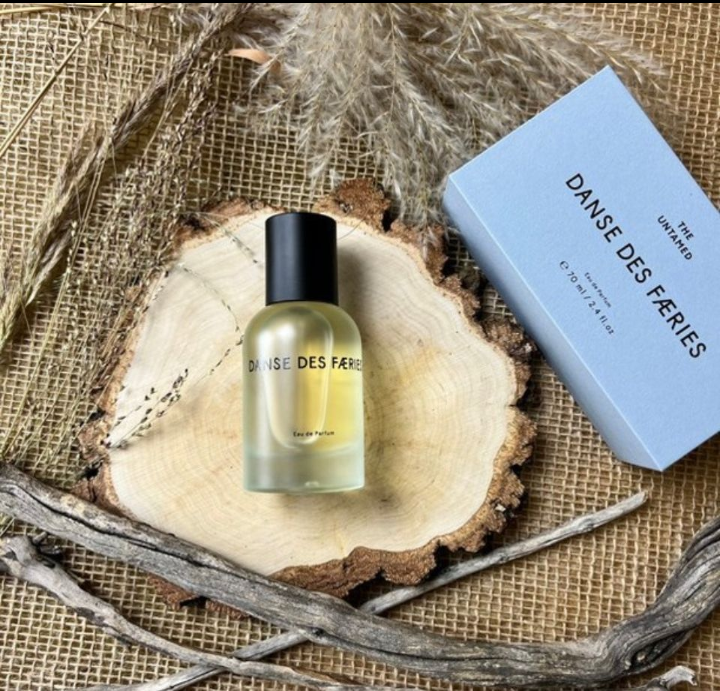 DANSE DES FÆRIES
Eau de Parfum
THE
UNTAMED
DANSE DES FÆRIES
Eau de Parfum
℮ 70 ml / 2.4 fl.oz